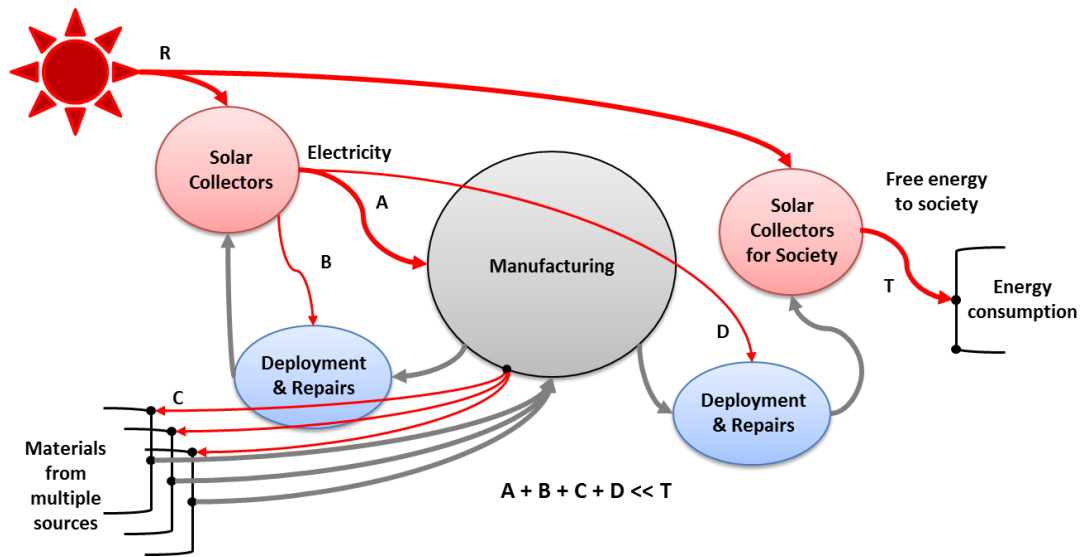 R
Solar
Collectors
Electricity
A
B
Manufacturing
Solar
Collectors
for Society
Free energy
to society
T
Energy
consumption
D
Deployment
& Repairs
Deployment
& Repairs
C
Materials
from
multiple
sources
A + B + C + D << T